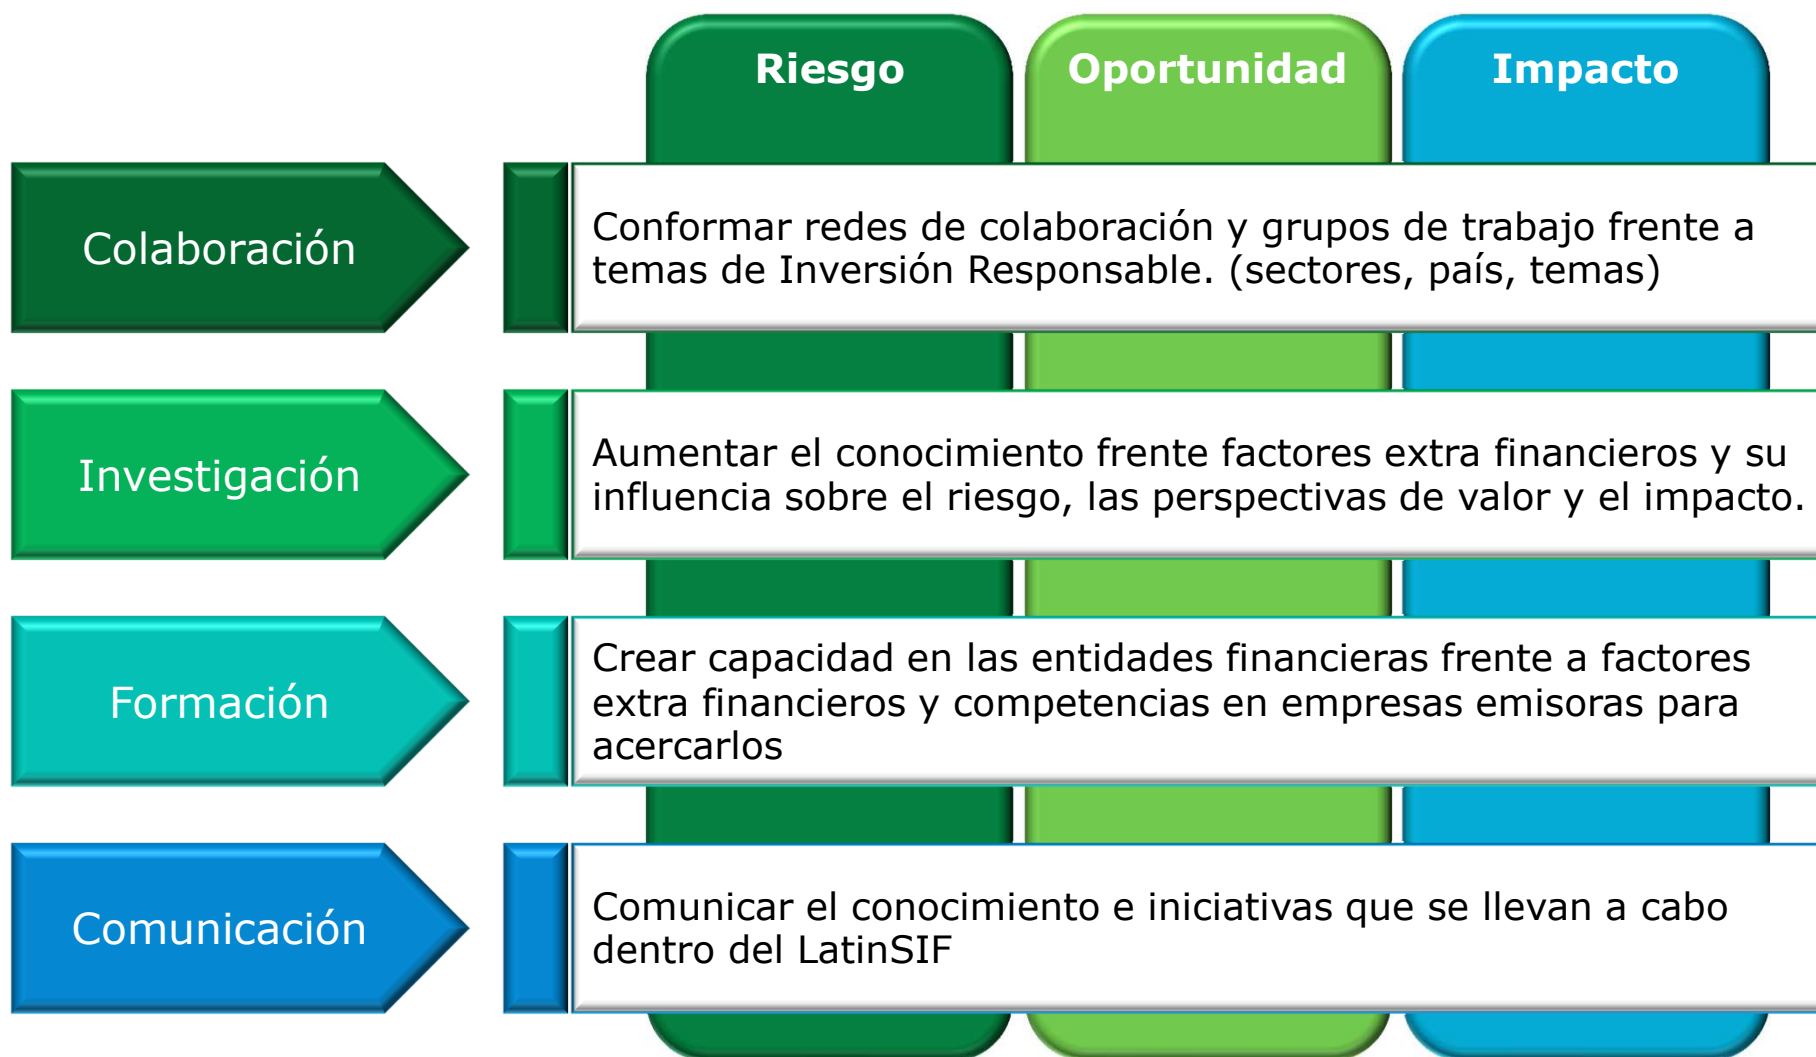 Riesgo
Oportunidad
Impacto
Colaboración
Conformar redes de colaboración y grupos de trabajo frente a
temas de Inversión Responsable. (sectores, país, temas)
Investigación
Aumentar el conocimiento frente factores extra financieros y su
influencia sobre el riesgo, las perspectivas de valor y el impacto.
Formación
Crear capacidad en las entidades financieras frente a factores
extra financieros y competencias en empresas emisoras para
acercarlos
Comunicación
Comunicar el conocimiento e iniciativas que se llevan a cabo
dentro del LatinSIF